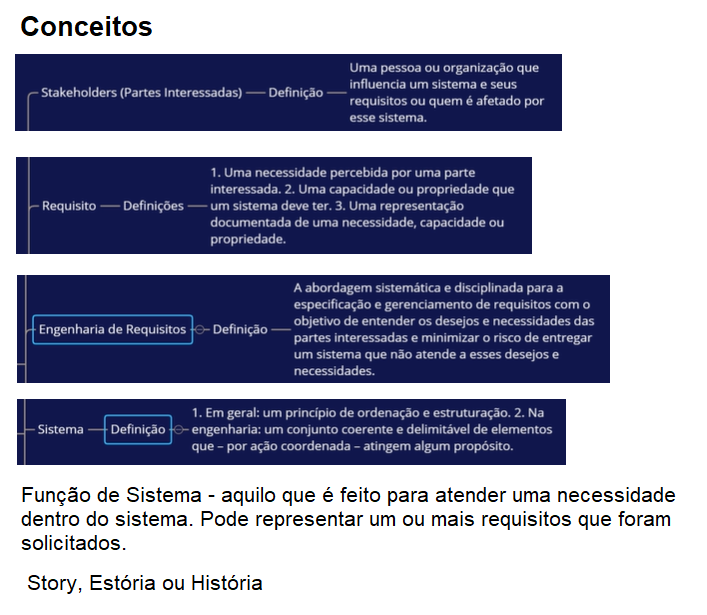 Conceitos
Stakeholders (Partes Interessadas) Definição
Uma pessoa ou organização que
influencia um sistema e seus
requisitos ou quem é afetado por
esse sistema.
Requisito Definições
1. Uma necessidade percebida por uma parte
interessada. 2. Uma capacidade ou propriedade que
um sistema deve ter. 3. Uma representação
documentada de uma necessidade, capacidade ou
propriedade.
Engenharia de Requisitos Definição
A abordagem sistemática e disciplinada para a
especificação e gerenciamento de requisitos com o
objetivo de entender os desejos e necessidades das
partes interessadas e minimizar o risco de entregar
um sistema que não atende a esses desejos e
necessidades.
Sistema Definição
1. Em geral: um princípio de ordenação e estruturação. 2. Na
engenharia: um conjunto coerente e delimitável de elementos
que – por ação coordenada – atingem algum propósito.
Função de Sistema - aquilo que é feito para atender uma necessidade
dentro do sistema. Pode representar um ou mais requisitos que foram
solicitados.
Story, Estória ou História